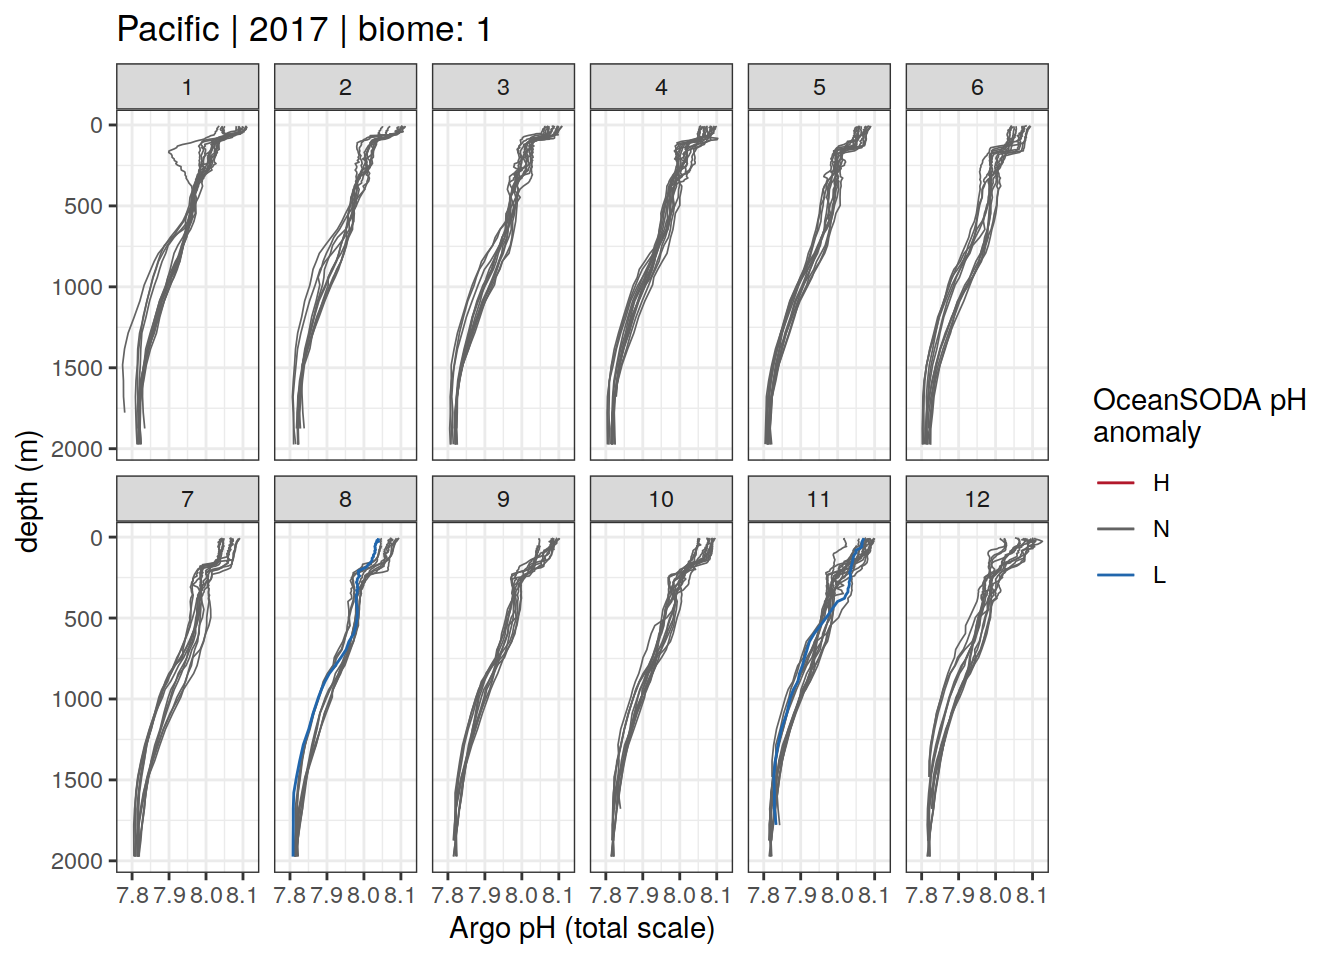 Pacific | 2017 | biome: 1
1 2 3 4 5 6
0
500
1000
1500
2000
7 8 9 10 11 12
0
500
1000
1500
2000
7.8 7.9 8.0 8.1 7.8 7.9 8.0 8.1 7.8 7.9 8.0 8.1 7.8 7.9 8.0 8.1 7.8 7.9 8.0 8.1 7.8 7.9 8.0 8.1
Argo pH (total scale)
depth (m)
OceanSODA pH
anomaly
H
N
L